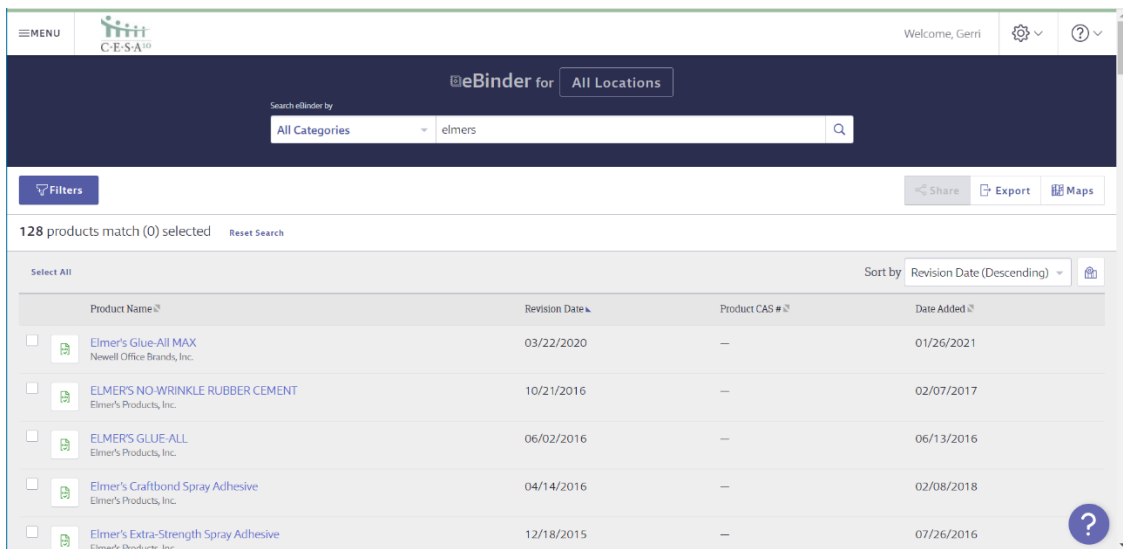 MENU
C·E·S·A 10
Welcome, Gerri
eBinder for All Locations
Search eBinder by
All Categories elmers
Filters Share Export Maps
128 products match (0) selected Reset Search
Select All Sort by Revision Date (Descending)
Product Name Revision Date Product CAS # Date Added
Elmer's Glue-All MAX 03/22/2020 — 01/26/2021
Newell Office Brands, Inc.
ELMER'S NO-WRINKLE RUBBER CEMENT 10/21/2016 — 02/07/2017
Elmer's Products, Inc.
ELMER'S GLUE-ALL 06/02/2016 — 06/13/2016
Elmer's Products, Inc.
Elmer's Craftbond Spray Adhesive 04/14/2016 — 02/08/2018
Elmer's Products, Inc.
Elmer's Extra-Strength Spray Adhesive 12/18/2015 — 07/26/2016
Elmer's Products, Inc.
?